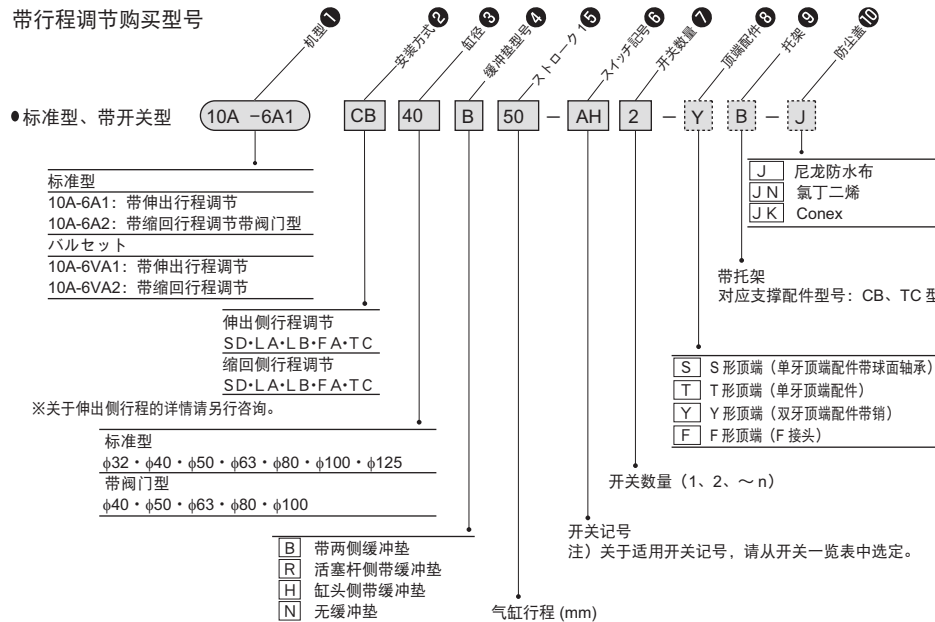 带行程调节购买型号
机型❶
安装方式❷
缸径❸
缓冲垫型号❹
ストローク 1❺
スイッチ記号❻
开关数量❼
顶端配件❽
托架❾
防尘盖❿
●标准型、带开关型 10A -6A1 CB 40 B 50 - AH 2 - Y B - J
标准型
10A-6A1：带伸出行程调节
10A-6A2：带缩回行程调节带阀门型
バルセット
10A-6VA1：带伸出行程调节
10A-6VA2：带缩回行程调节
伸出侧行程调节
SD•LA•LB•FA•TC
缩回侧行程调节
SD•LA•LB•FA•TC
※关于伸出侧行程的详情请另行咨询。
标准型
φ32・φ40・φ50・φ63・φ80・φ100・φ125
带阀门型
φ40・φ50・φ63・φ80・φ100
B 带两侧缓冲垫
R 活塞杆侧带缓冲垫
H 缸头侧带缓冲垫
N 无缓冲垫
气缸行程 (mm)
开关记号
注）关于适用开关记号，请从开关一览表中选定。
开关数量（1、2、～ n）
S S 形顶端（单牙顶端配件带球面轴承）
T T 形顶端（单牙顶端配件）
Y Y 形顶端（双牙顶端配件带销）
F F 形顶端（F 接头）
带托架
对应支撑配件型号：CB、TC 型
J 尼龙防水布
JN 氯丁二烯
JK Conex